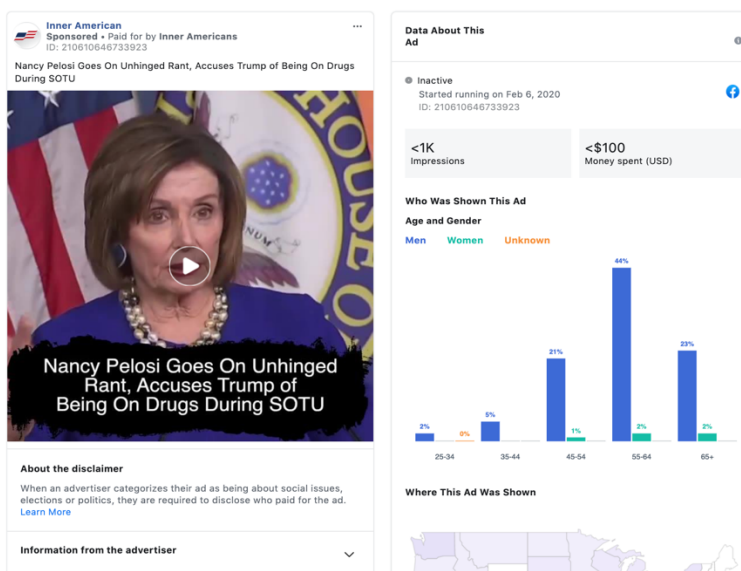 Inner American
Sponsored • Paid for by Inner Americans
ID: 210610646733923
Nancy Pelosi Goes On Unhinged Rant, Accuses Trump of Being On Drugs
During SOTU
HOUSE OF
NUM
Nancy Pelosi Goes On Unhinged
Rant, Accuses Trump of
Being On Drugs During SOTU
About the disclaimer
When an advertiser categorizes their ad as being about social issues,
elections or politics, they are required to disclose who paid for the ad.
Learn More
Information from the advertiser
Data About This
Ad
Inactive
Started running on Feb 6, 2020
ID: 210610646733923
<1K
Impressions
<$100
Money spent (USD)
Who Was Shown This Ad
Age and Gender
Men Women Unknown
2% 0% 5% 21% 1% 44% 2% 23% 2%
25-34 35-44 45-54 55-64 65+
Where This Ad Was Shown